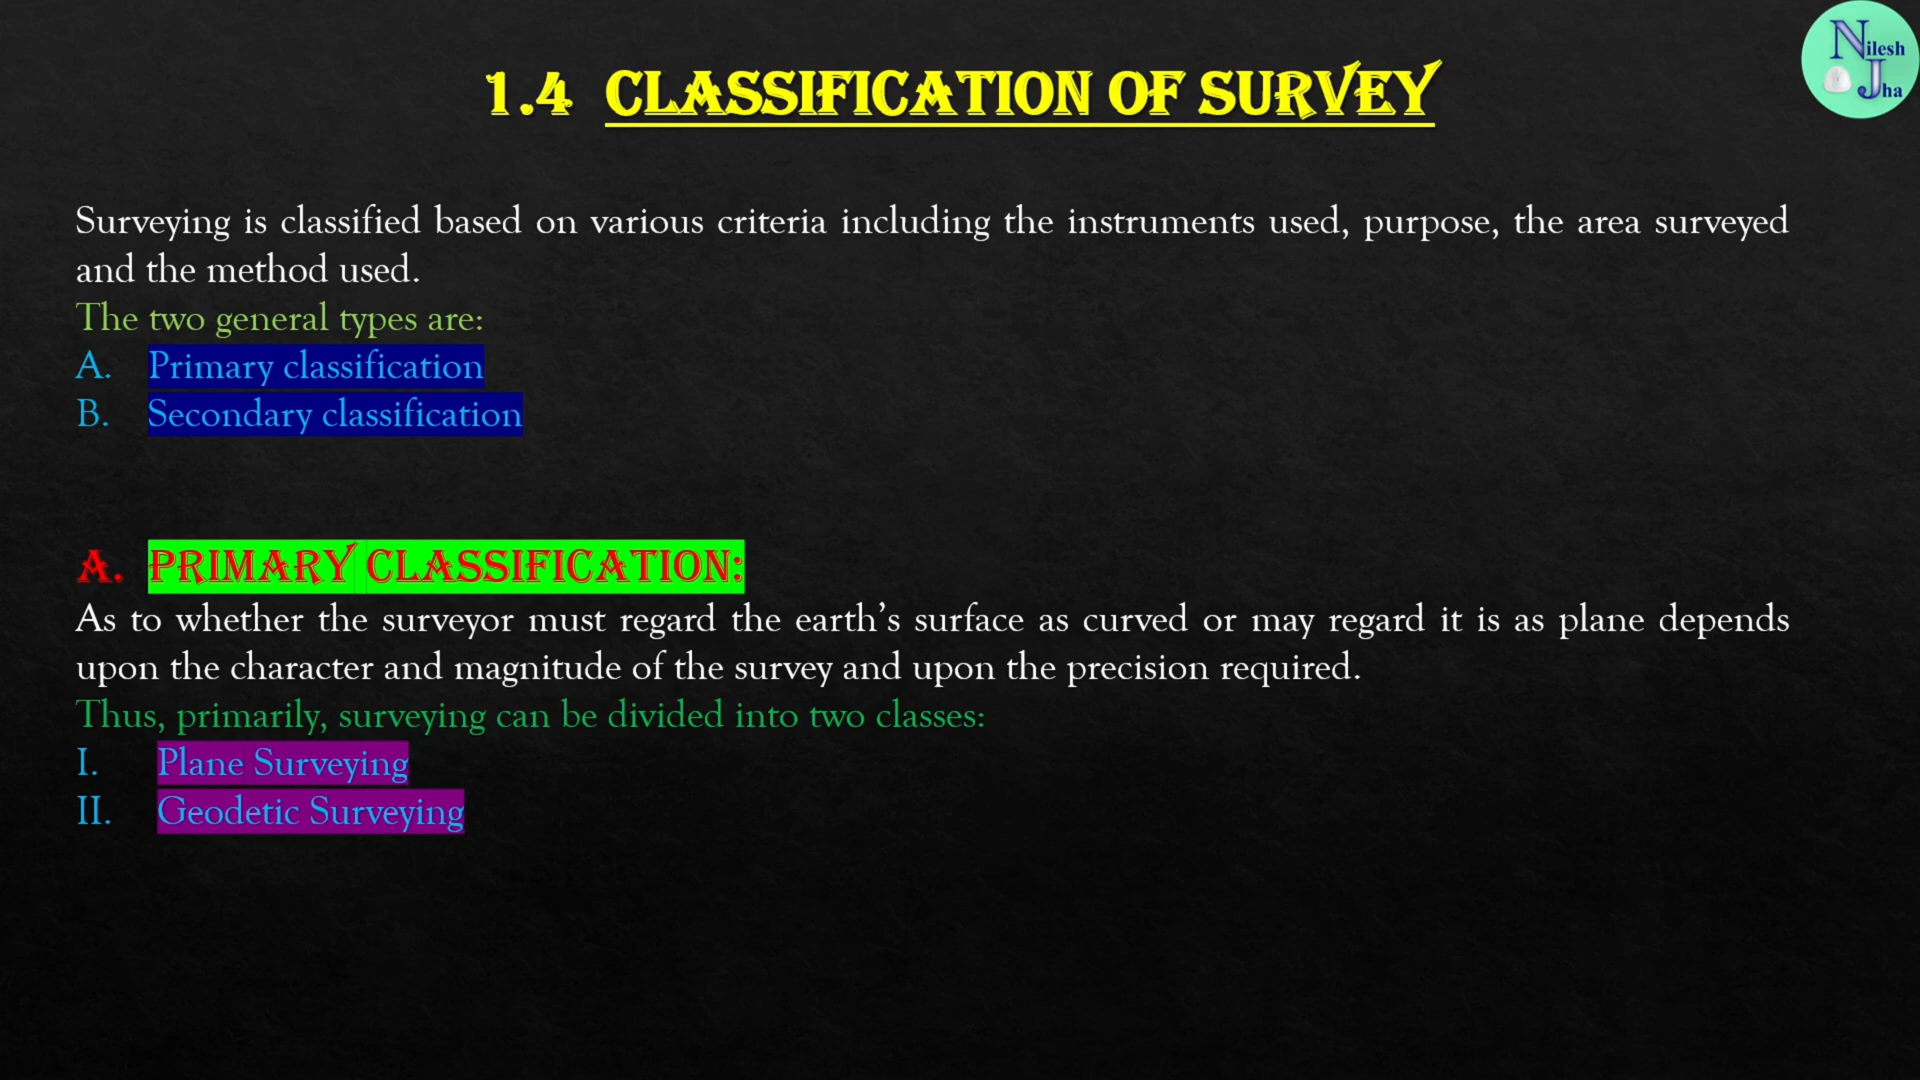 Nilesh
Jha
1.4 CLASSIFICATION OF SURVEY
Surveying is classified based on various criteria including the instruments used, purpose, the area surveyed
and the method used.
The two general types are:
A. Primary classification
B. Secondary classification
A. PRIMARY CLASSIFICATION:
As to whether the surveyor must regard the earth’s surface as curved or may regard it is as plane depends
upon the character and magnitude of the survey and upon the precision required.
Thus, primarily, surveying can be divided into two classes:
I. Plane Surveying
II. Geodetic Surveying